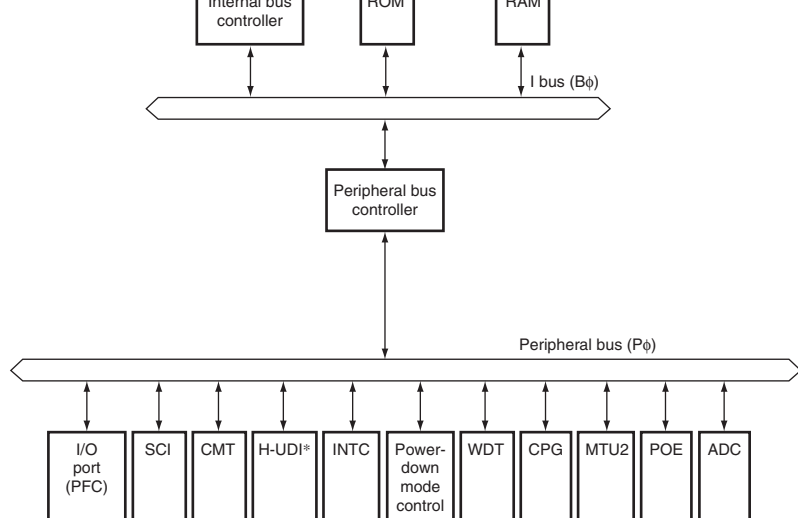 Internal bus
controller
ROM
RAM
I bus (Bϕ)
Peripheral bus
controller
Peripheral bus (Pϕ)
I/O
port
(PFC)
SCI
CMT
H-UDI*
INTC
Power-
down
mode
control
WDT
CPG
MTU2
POE
ADC